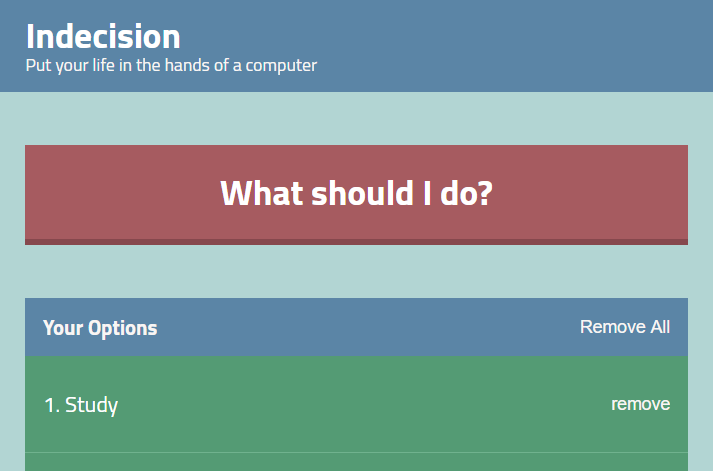 Indecision
Put your life in the hands of a computer
What should I do?
Your Options Remove All
1. Study remove